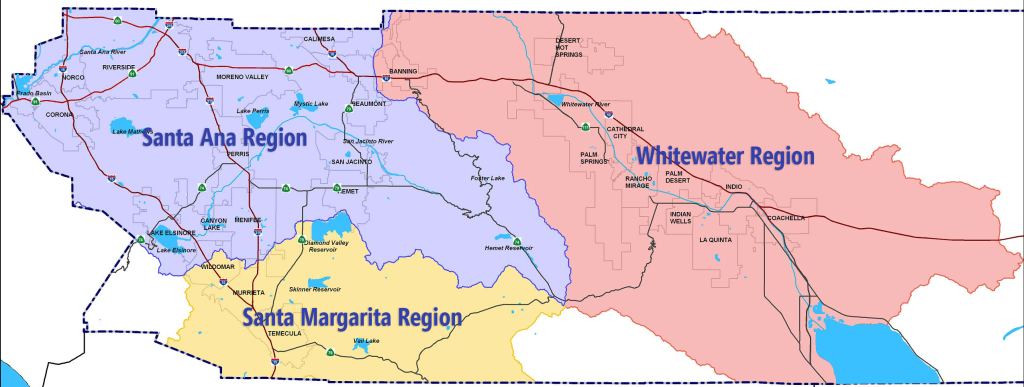 CALIMESA
DESERT
HOT
SPRINGS
Santa Ana River
RIVERSIDE
NORCO
MORENO VALLEY
BANNING
Prado Basin
CORONA
Lake Mathews
Lake Perris
Mystic Lake
BEAUMONT
Whitewater River
CATHEDRAL
CITY
Santa Ana Region
San Jacinto River
PERRIS
SAN JACINTO
PALM
SPRINGS
Whitewater Region
Foster Lake
RANCHO
MIRAGE
PALM
DESERT
INDIO
HEMET
CANYON
LAKE
MENIFEE
INDIAN
WELLS
COACHELLA
LAKE ELSINORE
Lake Elsinore
Diamond Valley
Reservoir
Hemet Reservoir
LA QUINTA
WILDOMAR
MURRIETA
Skinner Reservoir
Santa Margarita Region
TEMECULA
Vail Lake